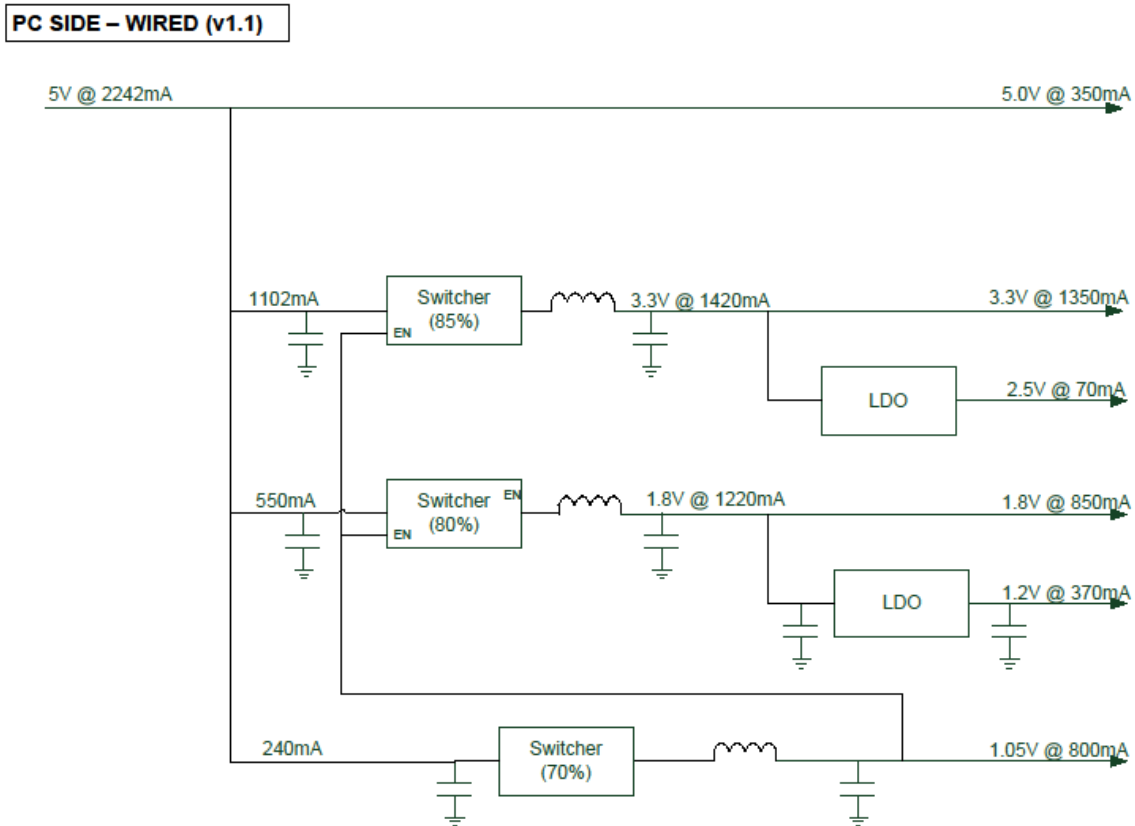 PC SIDE – WIRED (v1.1)
5V @ 2242mA
5.0V @ 350mA
1102mA
Switcher
(85%)
EN
3.3V @ 1420mA
3.3V @ 1350mA
LDO
2.5V @ 70mA
550mA
Switcher
(80%)
EN
EN
1.8V @ 1220mA
1.8V @ 850mA
LDO
1.2V @ 370mA
240mA
Switcher
(70%)
1.05V @ 800mA